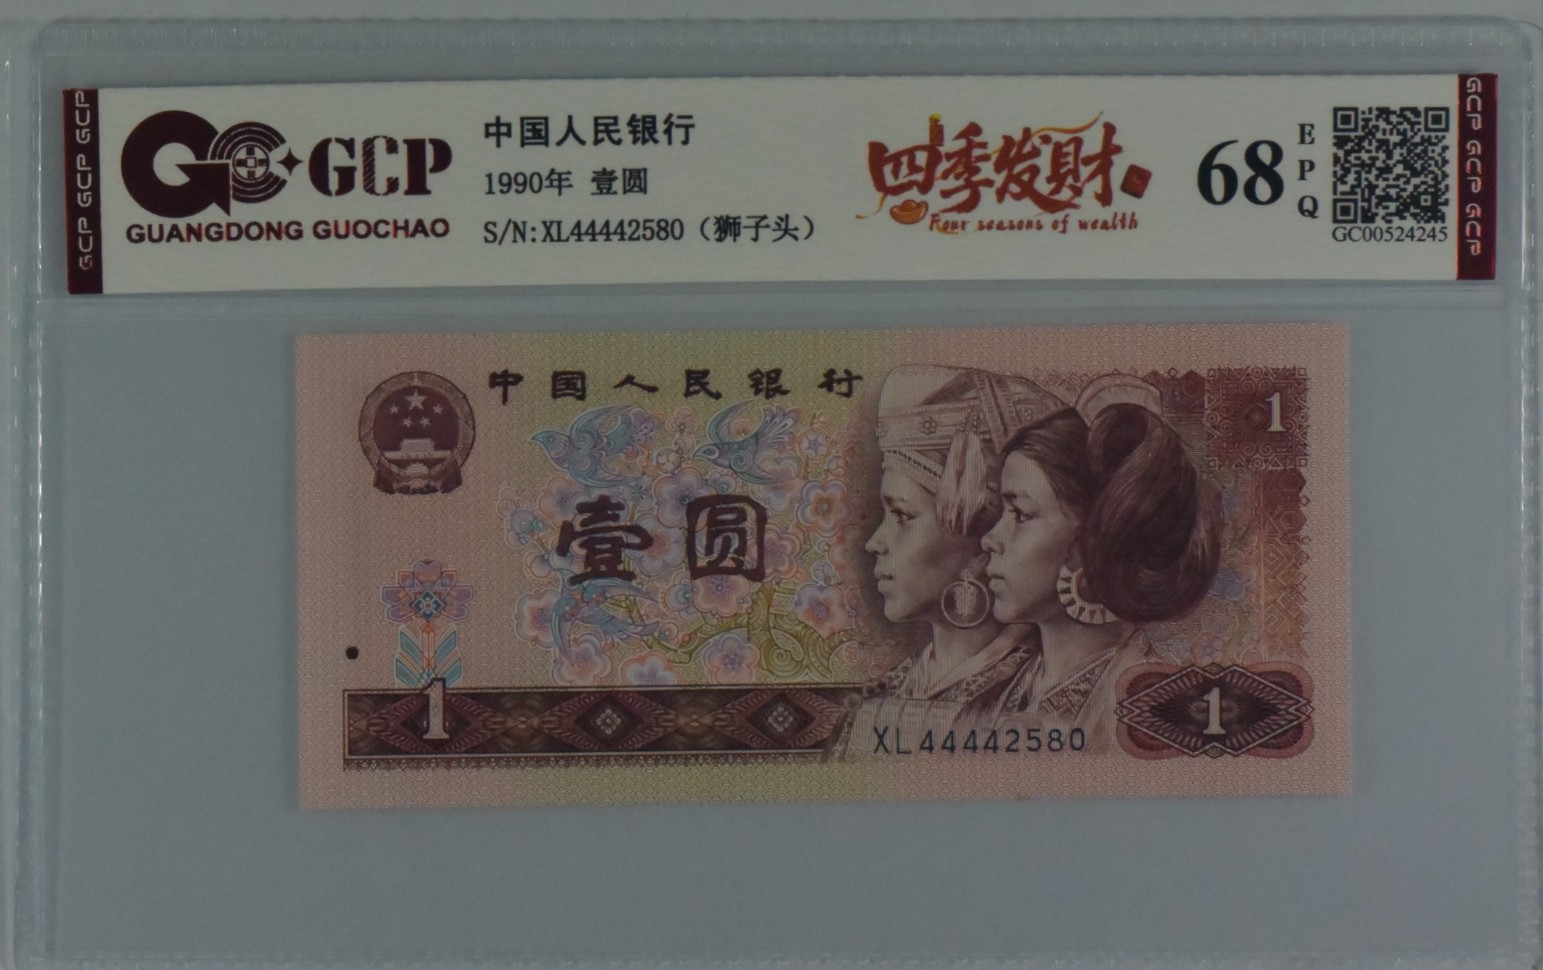 GCP GCP GCP
GCP
GUANGDONG GUOCHAO
中国人民银行
1990年 壹圆
S/N:XL44442580（狮子头）
四季发财
Four seasons of wealth
68
EPQ
GC00524245
GCP GCP GCP
中国人民银行
1
壹圆
1
XL44442580
1